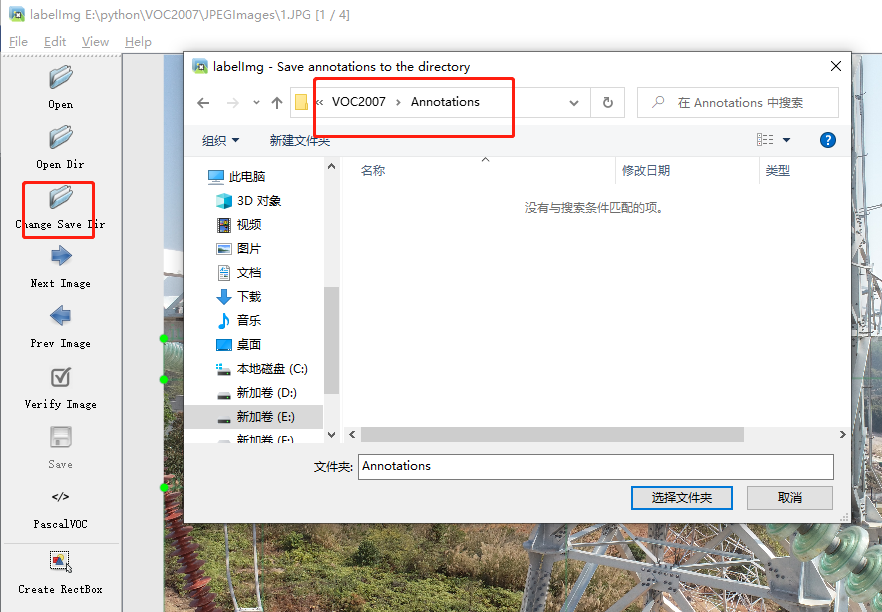 labelImg E:\python\VOC2007\JPEGImages\1.JPG [1 / 4]
File Edit View Help
Open
Open Dir
Change Save Dir
Next Image
Prev Image
Verify Image
Save
</>
PascalVOC
Create RectBox
labelImg - Save annotations to the directory
« VOC2007 › Annotations
在 Annotations 中搜索
组织 新建文件夹
?
名称 修改日期 类型
没有与搜索条件匹配的项。
此电脑
3D 对象
视频
图片
文档
下载
音乐
桌面
本地磁盘 (C:)
新加卷 (D:)
新加卷 (E:)
新加卷 (F:)
文件夹: Annotations
选择文件夹 取消